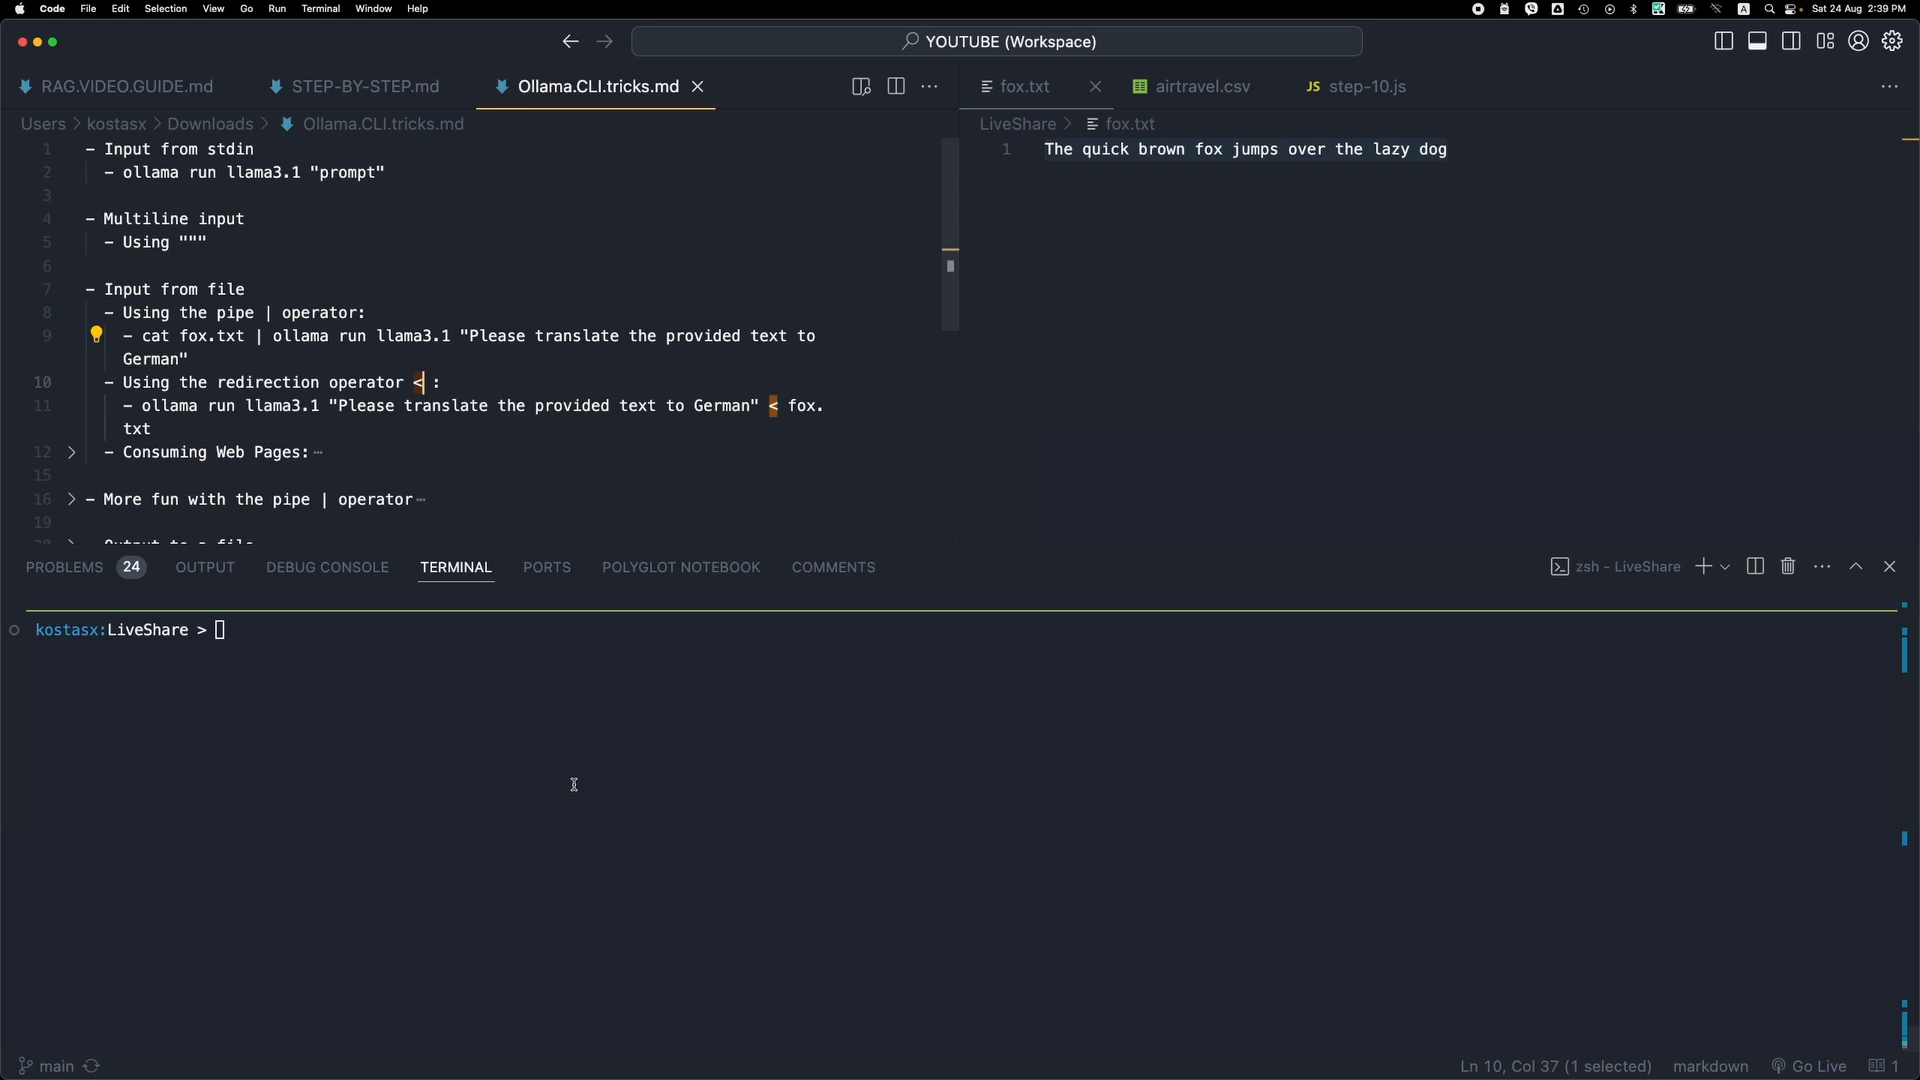 Code File Edit Selection View Go Run Terminal Window Help
A Sat 24 Aug 2:39 PM
YOUTUBE (Workspace)
RAG.VIDEO.GUIDE.md STEP-BY-STEP.md Ollama.CLI.tricks.md
fox.txt airtravel.csv JS step-10.js
Users > kostasx > Downloads > Ollama.CLI.tricks.md
LiveShare > fox.txt
1 - Input from stdin
2 - ollama run llama3.1 "prompt"
3
4 - Multiline input
5 - Using """
6
7 - Input from file
8 - Using the pipe | operator:
9 - cat fox.txt | ollama run llama3.1 "Please translate the provided text to
German"
10 - Using the redirection operator < :
11 - ollama run llama3.1 "Please translate the provided text to German" < fox.
txt
12 > - Consuming Web Pages: ⋯
15
16 > - More fun with the pipe | operator ⋯
19
20 > - Output to a file
1 The quick brown fox jumps over the lazy dog
PROBLEMS 24 OUTPUT DEBUG CONSOLE TERMINAL PORTS POLYGLOT NOTEBOOK COMMENTS
zsh - LiveShare
kostasx:LiveShare >
main
Ln 10, Col 37 (1 selected) markdown Go Live 1